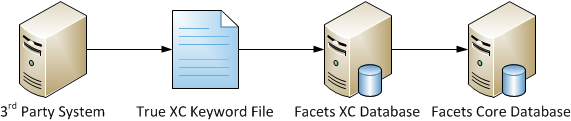 3rd Party System
True XC Keyword File
Facets XC Database
Facets Core Database